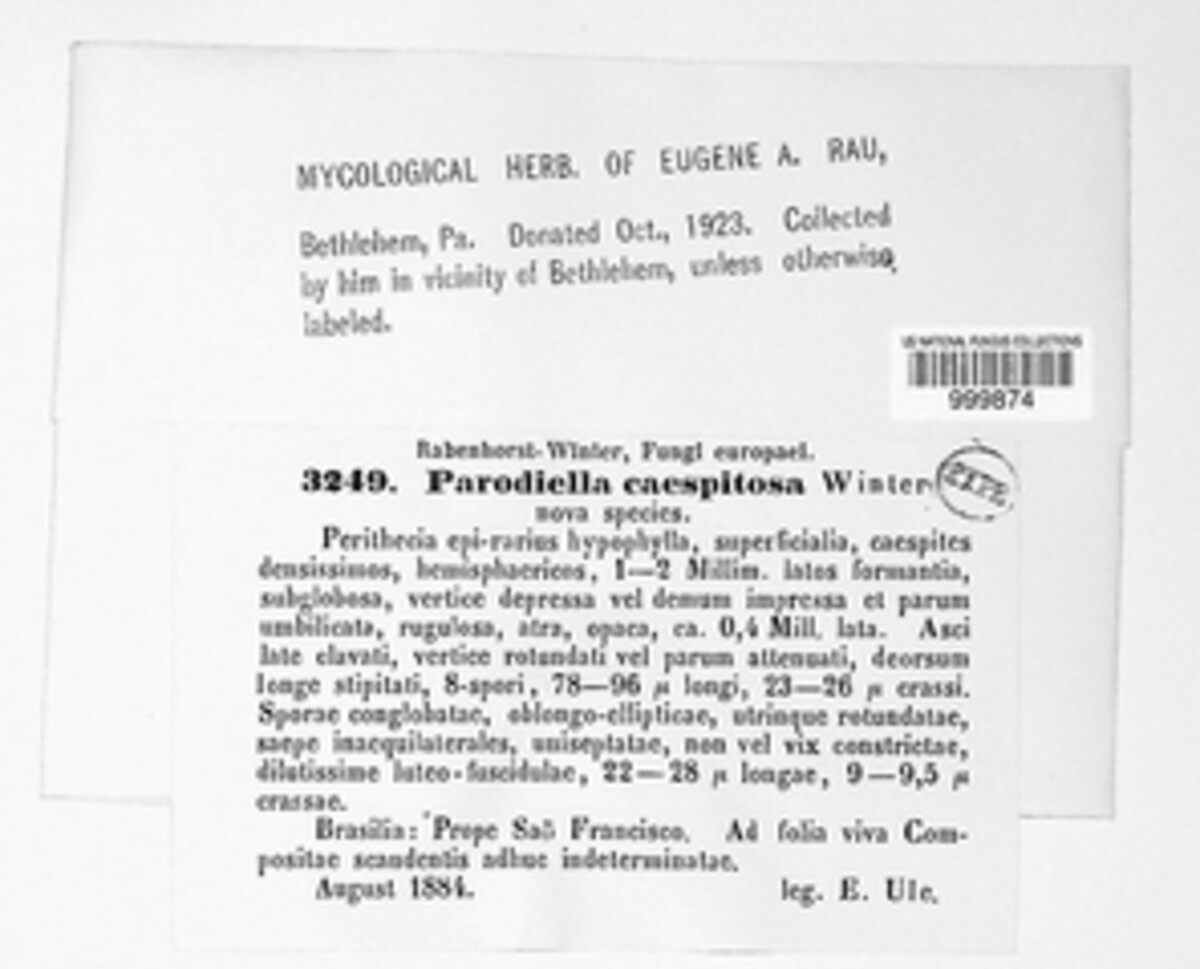 MYCOLOGICAL HERB. OF EUGENE A. RAU,
Bethlehem, Pa. Donated Oct., 1923. Collected
by him in vicinity of Bethlehem, unless otherwise
labeled.
US NATIONAL FUNGUS COLLECTIONS
999874
Rabenhorst-Winter, Fungi europaei.
3249. Parodiella caespitosa Winter
TYPE
nova species.
Perithecia epi-rarius hypophylla, superficialia, caespites
densissimos, hemisphaericos, 1—2 Millim. latos formantia,
subglobosa, vertice depressa vel demum impressa et parum
umbilicata, rugulosa, atra, opaca, ca. 0,4 Mill. lata. Asci
late clavati, vertice rotundati vel parum attenuati, deorsum
longe stipitati, 8-spori, 78—96 μ longi, 23—26 μ crassi.
Sporae conglobatae, oblongo-ellipticae, utrinque rotundatae,
saepe inaequilaterales, uniseptatae, non vel vix constrictae,
dilutissime luteo-fuscidulae, 22—28 μ longae, 9—9,5 μ
crassae.
Brasilia: Prope Saõ Francisco. Ad folia viva Com-
positae scandentis adhuc indeterminatae.
August 1884. leg. E. Ule.